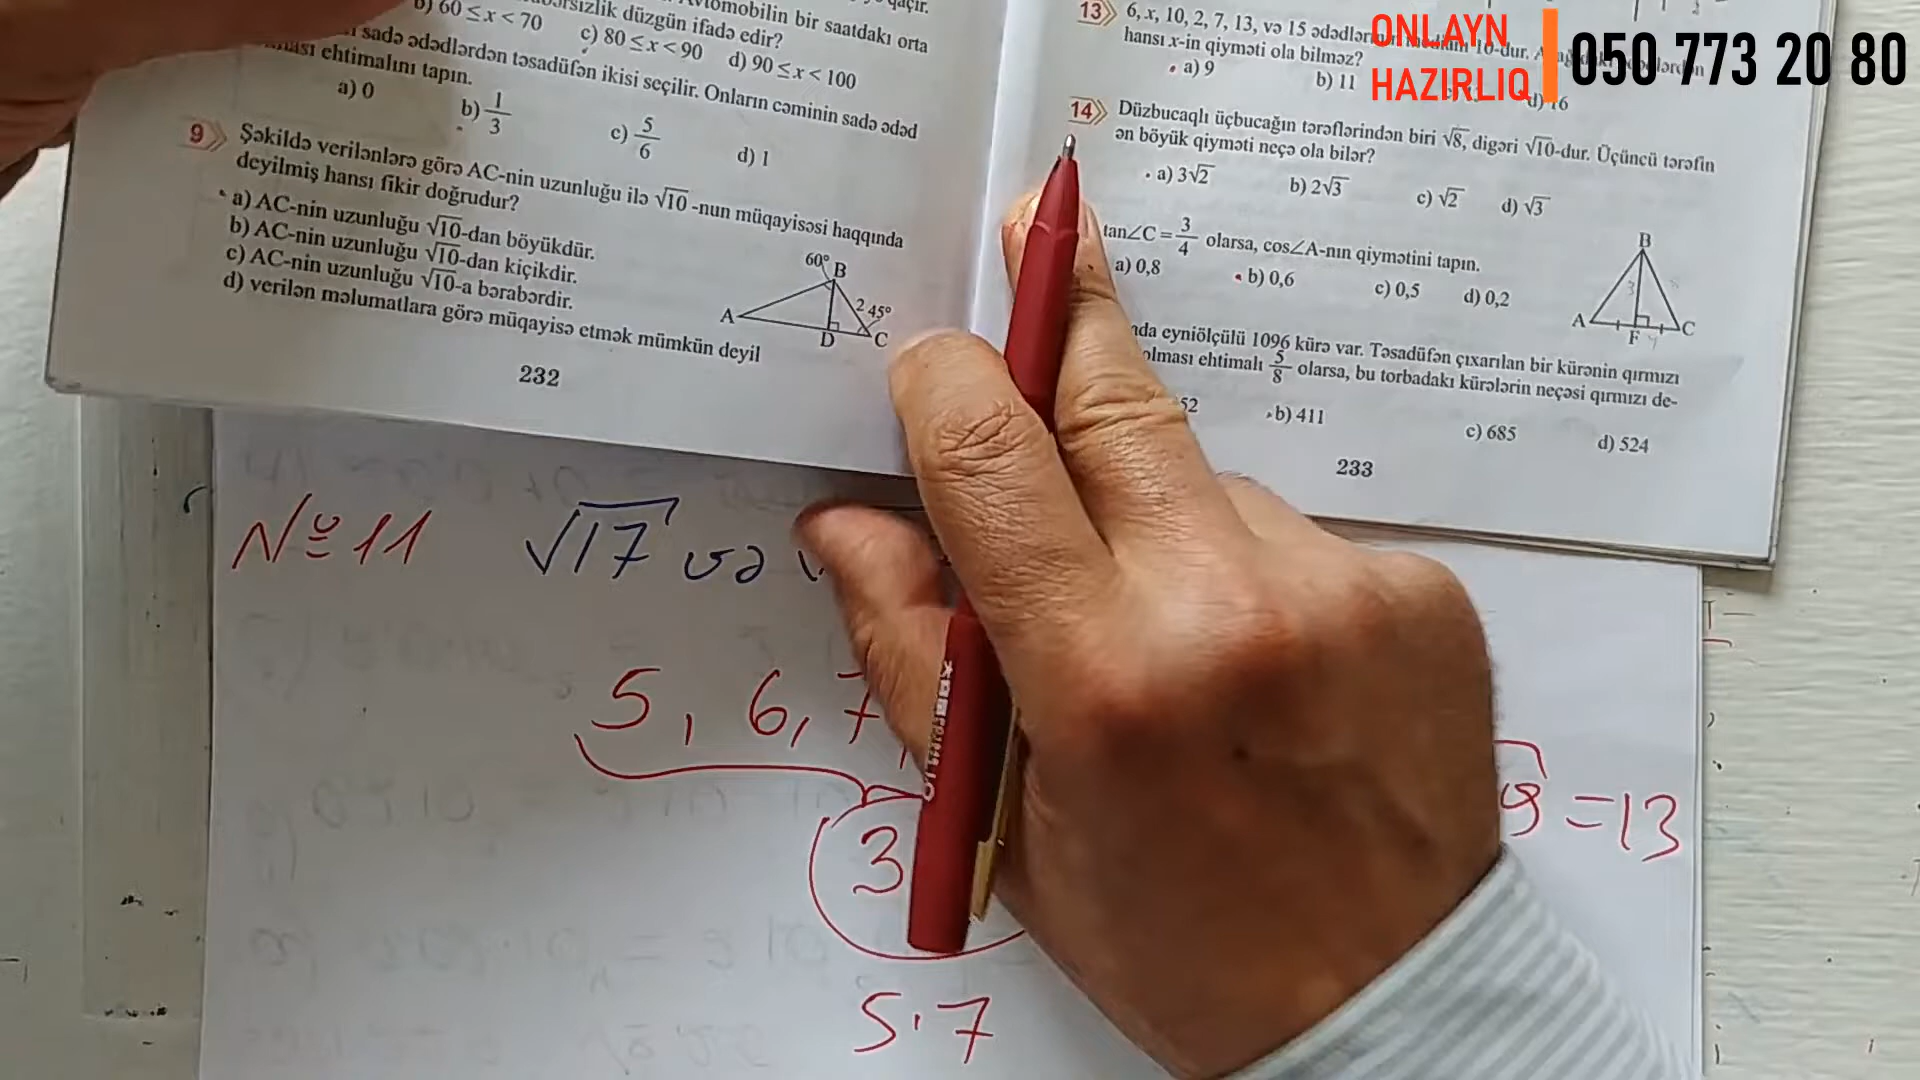 b) 60 ≤ x < 70
düzgün ifadə edir?
bir saatdakı orta
c) 80 ≤ x < 90 d) 90 ≤ x < 100
sadə ədədlərdən təsadüfən ikisi seçilir. Onların cəminin sadə ədəd
ehtimalını tapın.
a) 0 b) 1/3 c) 5/6 d) 1
9 Şəkildə verilənlərə görə AC-nin uzunluğu ilə √10 -nun müqayisəsi haqqında
deyilmiş hansı fikir doğrudur?
a) AC-nin uzunluğu √10-dan böyükdür.
b) AC-nin uzunluğu √10-dan kiçikdir.
c) AC-nin uzunluğu √10-a bərabərdir.
d) verilən məlumatlara görə müqayisə etmək mümkün deyil
60° B
A D C
2 45°
232
13 6, x, 10, 2, 7, 13, və 15
hansı x-in qiyməti ola bilməz?
a) 9 b) 11
14 Düzbucaqlı üçbucağın tərəflərindən biri √8, digəri √10-dur. Üçüncü tərəfin
ən böyük qiyməti neçə ola bilər?
a) 3√2 b) 2√3 c) √2 d) √3
tan∠C = 3/4 olarsa, cos∠A-nın qiymətini tapın.
a) 0,8 b) 0,6 c) 0,5 d) 0,2
B
A F C
eyniölçülü 1096 kürə var. Təsadüfən çıxarılan bir kürənin qırmızı
olması ehtimalı 5/8 olarsa, bu torbadakı kürələrin neçəsi qırmızı de-
52 b) 411 c) 685 d) 524
233
ONLAYN
HAZIRLIQ
050 773 20 80
№ 11 √17 və
5, 6, 7
3
9 = 13
5.7